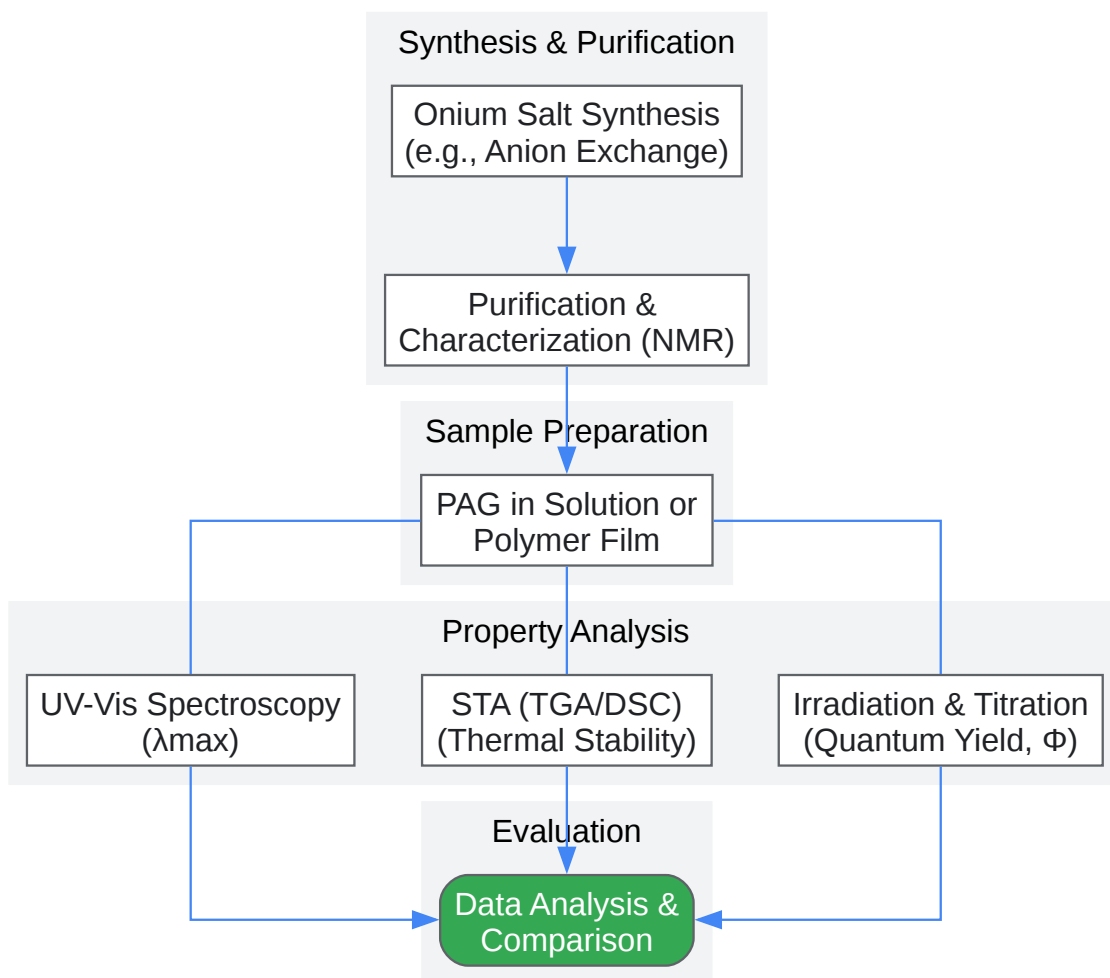 Synthesis & Purification
Onium Salt Synthesis
(e.g., Anion Exchange)
Purification &
Characterization (NMR)
Sample Preparation
PAG in Solution or
Polymer Film
Property Analysis
UV-Vis Spectroscopy
(λmax)
STA (TGA/DSC)
(Thermal Stability)
Irradiation & Titration
(Quantum Yield, Φ)
Evaluation
Data Analysis &
Comparison